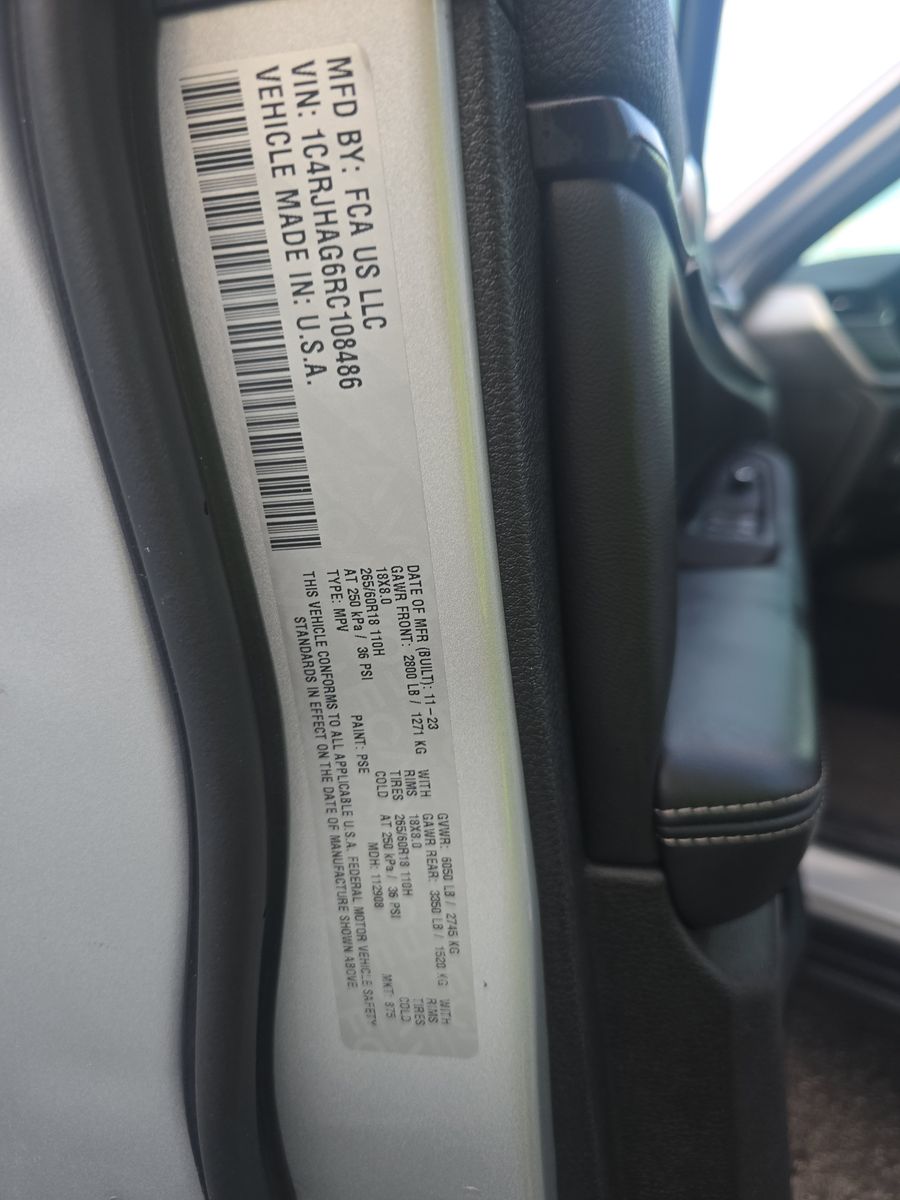 MFD BY: FCA US LLC
VIN: 1C4RJHAG6RC108486
VEHICLE MADE IN: U.S.A.
DATE OF MFR (BUILT): 11-23 GVWR: 6050 LB / 2745 KG
GAWR FRONT: 2800 LB / 1271 KG WITH GAWR REAR: 3350 LB / 1520 KG WITH
18X8.0 RIMS 18X8.0 RIMS
265/60R18 110H TIRES 265/60R18 110H TIRES
AT 250 kPa / 36 PSI COLD AT 250 kPa / 36 PSI COLD
TYPE: MPV PAINT: PSE MDH: 112908 MKT: 875
THIS VEHICLE CONFORMS TO ALL APPLICABLE U.S.A. FEDERAL MOTOR VEHICLE SAFETY
STANDARDS IN EFFECT ON THE DATE OF MANUFACTURE SHOWN ABOVE.